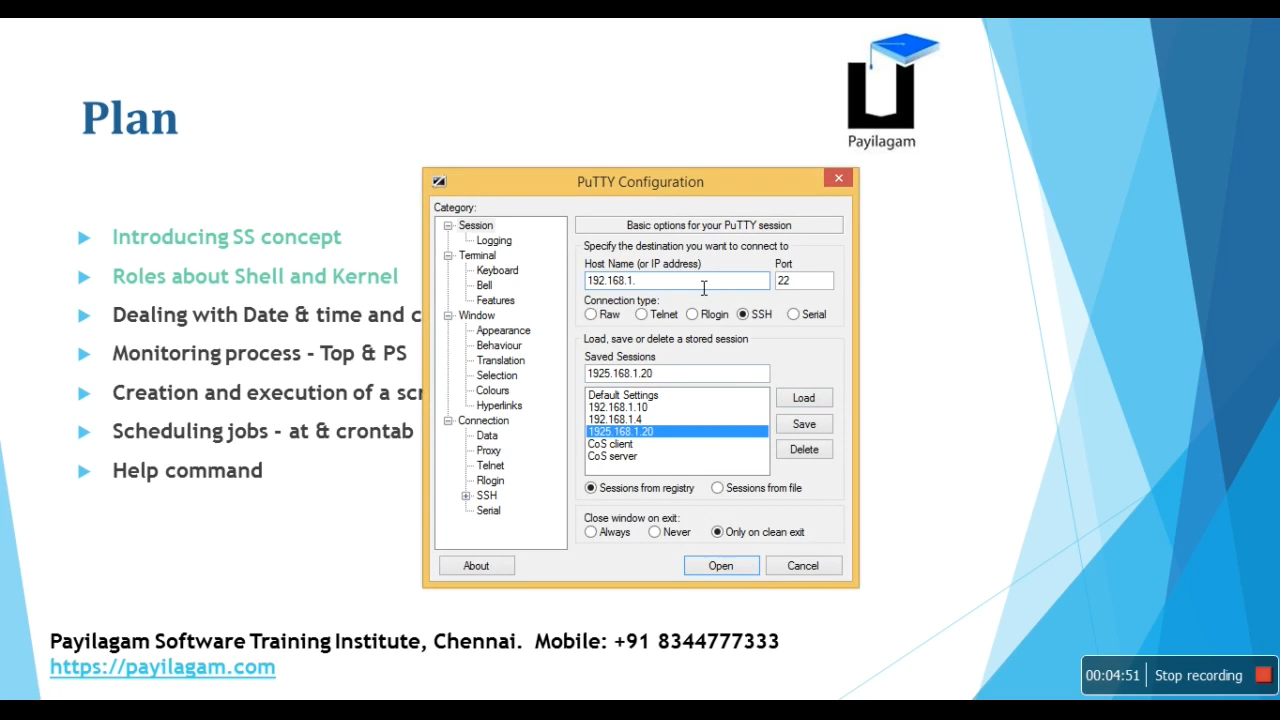 Plan
Payilagam
Introducing SS concept
Roles about Shell and Kernel
Dealing with Date & time and c
Monitoring process - Top & PS
Creation and execution of a scr
Scheduling jobs - at & crontab
Help command
PuTTY Configuration
Category:
Session
Logging
Terminal
Keyboard
Bell
Features
Window
Appearance
Behaviour
Translation
Selection
Colours
Hyperlinks
Connection
Data
Proxy
Telnet
Rlogin
SSH
Serial
Basic options for your PuTTY session
Specify the destination you want to connect to
Host Name (or IP address) Port
192.168.1. 22
Connection type:
Raw Telnet Rlogin SSH Serial
Load, save or delete a stored session
Saved Sessions
1925.168.1.20
Default Settings
192.168.1.10
192.168.1.4
1925.168.1.20
CoS client
CoS server
Load
Save
Delete
Sessions from registry Sessions from file
Close window on exit:
Always Never Only on clean exit
About Open Cancel
Payilagam Software Training Institute, Chennai. Mobile: +91 8344777333
https://payilagam.com
00:04:51 Stop recording